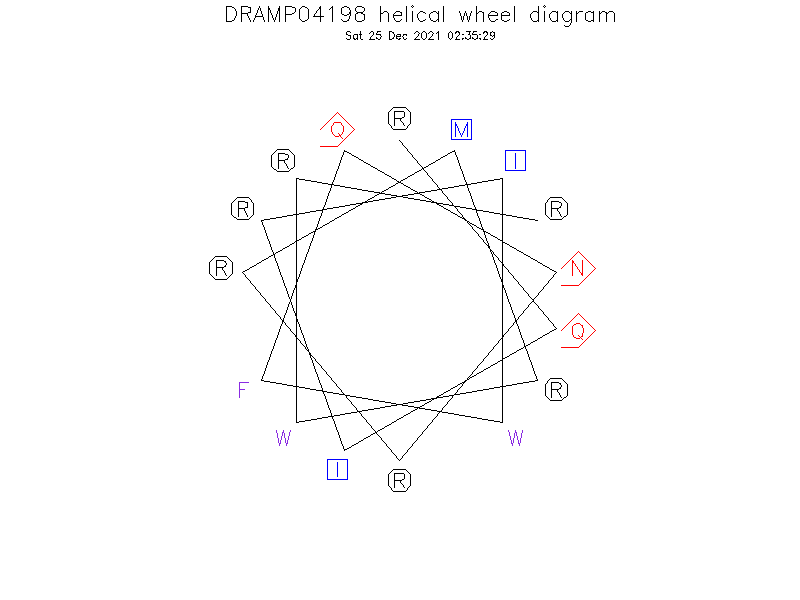 DRAMP04198 helical wheel diagram
Sat 25 Dec 2021 02:35:29
R
Q M
R I
R R
R N
Q
F R
W W
I
R